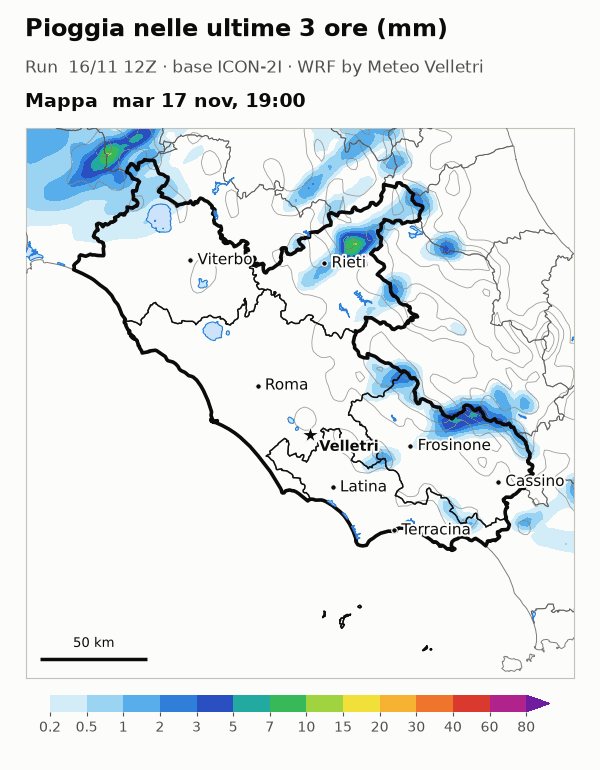 Pioggia nelle ultime 3 ore (mm)
Run  16/11 12Z · base ICON-2I · WRF by Meteo Velletri
Mappa  mar 17 nov, 19:00
Viterbo
Rieti
Roma
Velletri
Frosinone
Cassino
Latina
Terracina
50 km
0.2 0.5 1 2 3 5 7 10 15 20 30 40 60 80